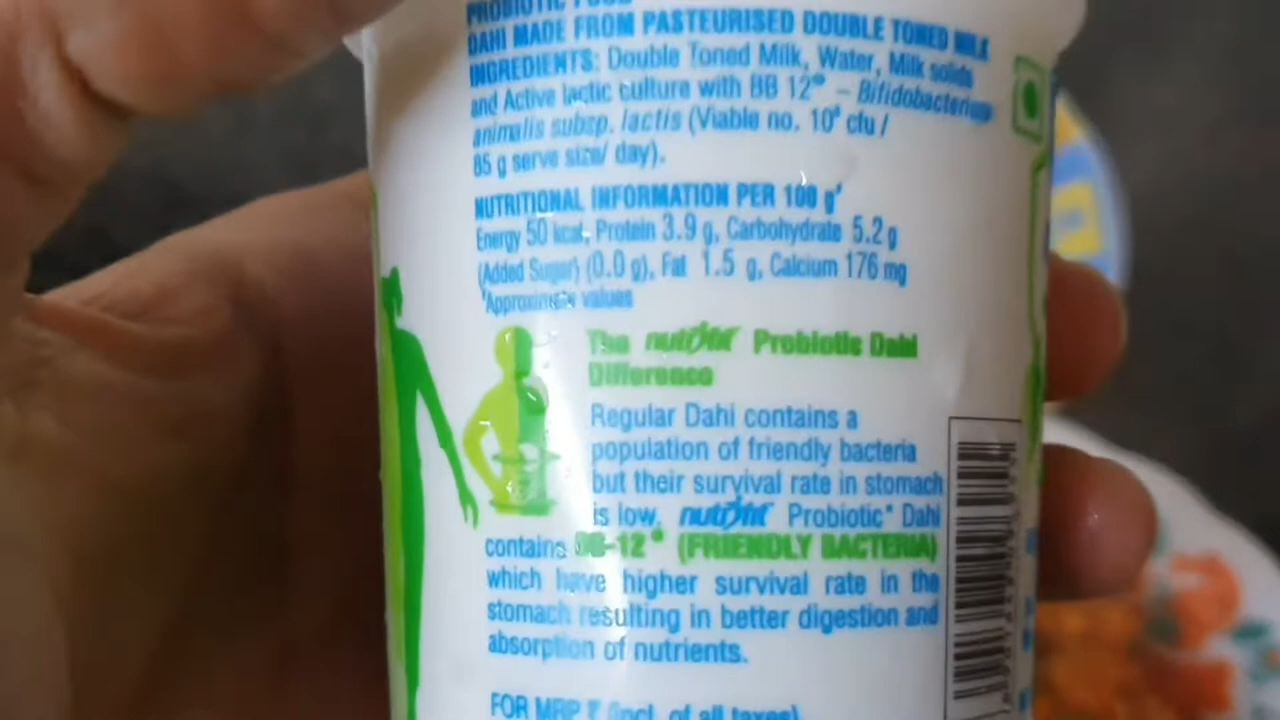 PROBIOTIC FOOD
DAHI MADE FROM PASTEURISED DOUBLE TONED MILK
INGREDIENTS: Double Toned Milk, Water, Milk solids
and Active lactic culture with BB 12® – Bifidobacterium
animalis subsp. lactis (Viable no. cfu /
85 g serve size/ day).
NUTRITIONAL INFORMATION PER 100 g*
Energy 50 kcal, Protein 3.9 g, Carbohydrate 5.2 g
(Added Sugar) (0.0 g), Fat 1.5 g, Calcium 176 mg
*Approximate values
The nutrifit Probiotic Dahi
Difference
Regular Dahi contains a
population of friendly bacteria
but their survival rate in stomach
is low. nutrifit Probiotic* Dahi
contains BB-12® (FRIENDLY BACTERIA)
which have higher survival rate in the
stomach resulting in better digestion and
absorption of nutrients.
FOR MRP ₹ (incl. of all taxes)